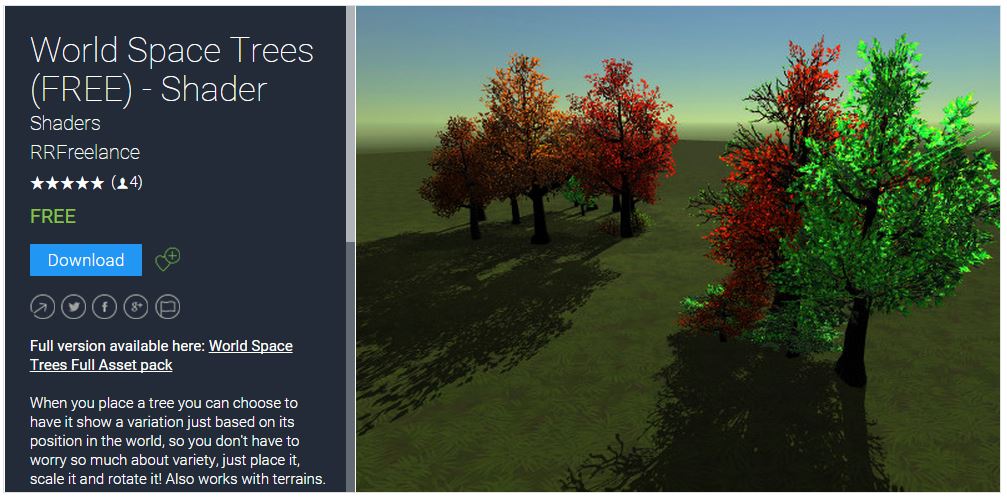 World Space Trees
(FREE) - Shader
Shaders
RRFreelance
★★★★★ (4)
FREE
Download
Full version available here: World Space
Trees Full Asset pack
When you place a tree you can choose to
have it show a variation just based on its
position in the world, so you don't have to
worry so much about variety, just place it,
scale it and rotate it! Also works with terrains.